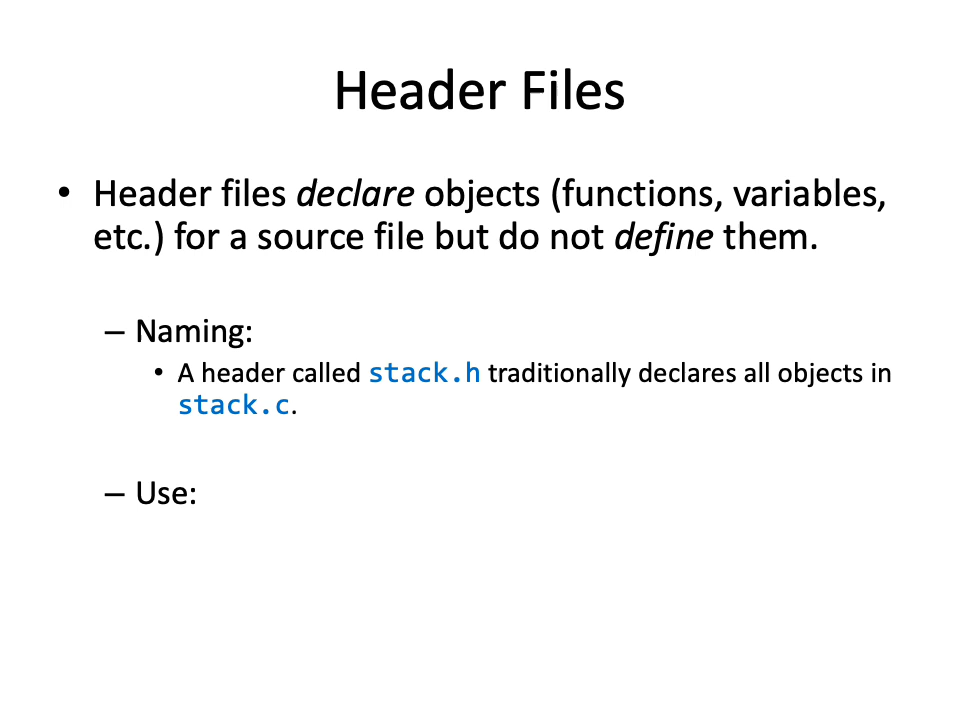 Header Files
• Header files declare objects (functions, variables,
etc.) for a source file but do not define them.
– Naming:
• A header called stack.h traditionally declares all objects in
stack.c.
– Use: